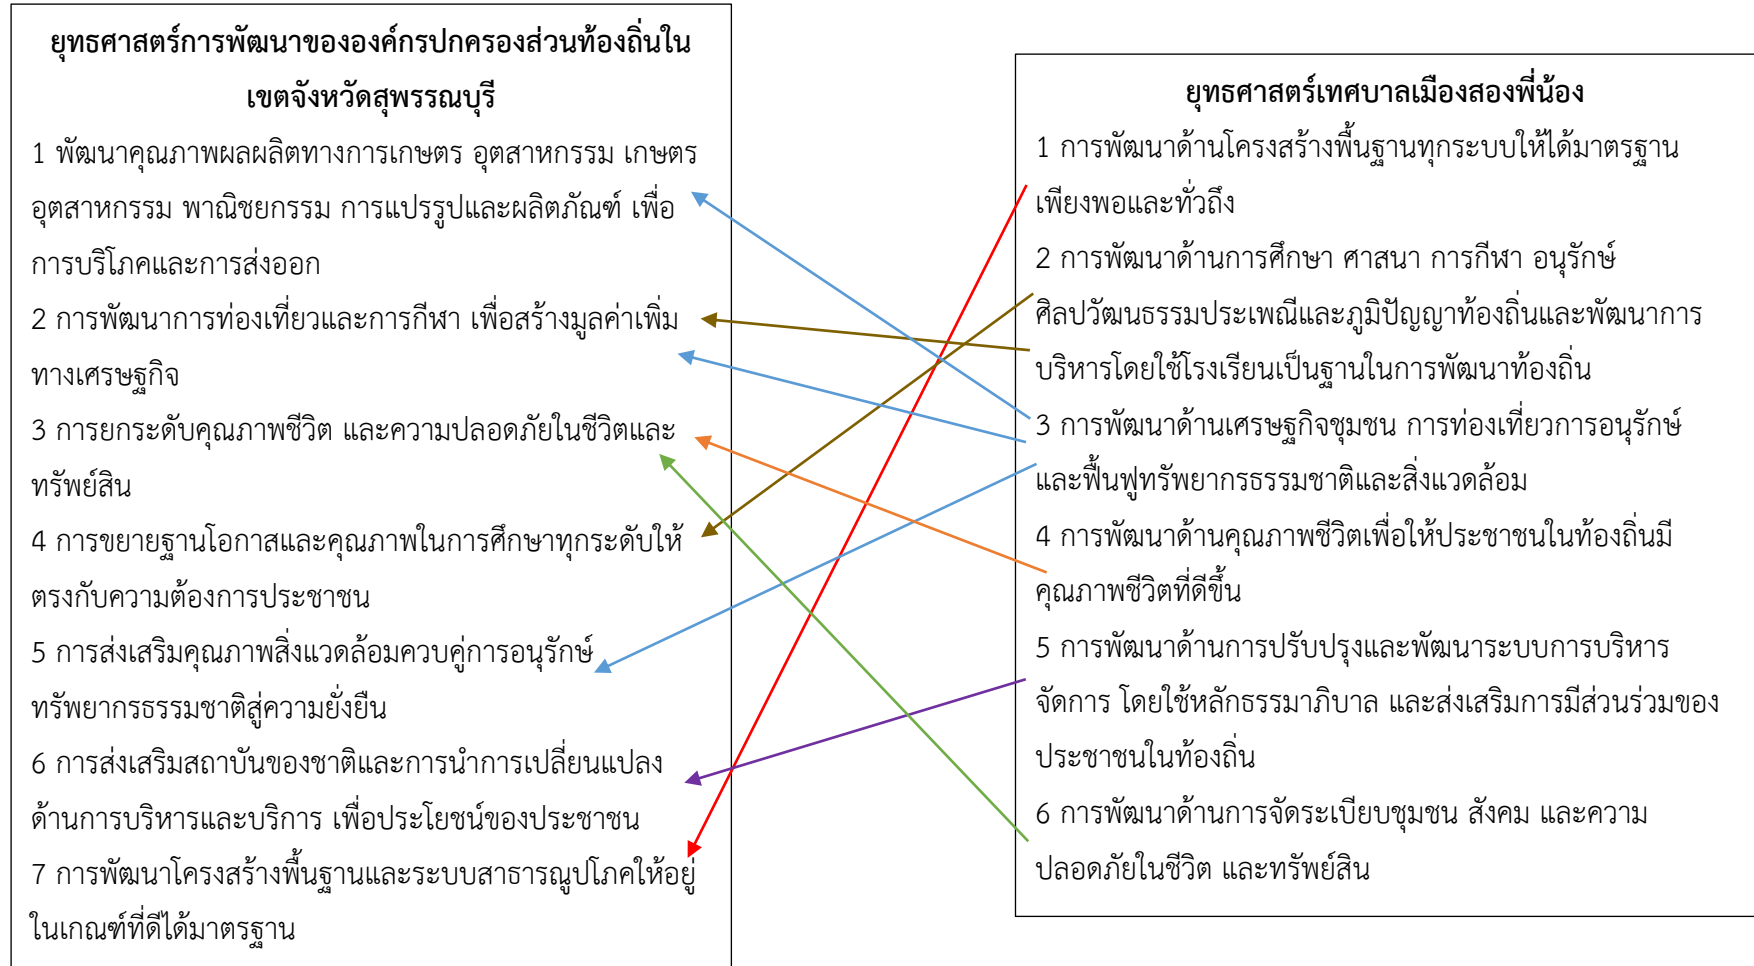 ยุทธศาสตร์การพัฒนาขององค์กรปกครองส่วนท้องถิ่นใน
เขตจังหวัดสุพรรณบุรี
1 พัฒนาคุณภาพผลผลิตทางการเกษตร อุตสาหกรรม เกษตร
อุตสาหกรรม พาณิชยกรรม การแปรรูปและผลิตภัณฑ์ เพื่อ
การบริโภคและการส่งออก
2 การพัฒนาการท่องเที่ยวและการกีฬา เพื่อสร้างมูลค่าเพิ่ม
ทางเศรษฐกิจ
3 การยกระดับคุณภาพชีวิต และความปลอดภัยในชีวิตและ
ทรัพย์สิน
4 การขยายฐานโอกาสและคุณภาพในการศึกษาทุกระดับให้
ตรงกับความต้องการประชาชน
5 การส่งเสริมคุณภาพสิ่งแวดล้อมควบคู่การอนุรักษ์
ทรัพยากรธรรมชาติสู่ความยั่งยืน
6 การส่งเสริมสถาบันของชาติและการนำการเปลี่ยนแปลง
ด้านการบริหารและบริการ เพื่อประโยชน์ของประชาชน
7 การพัฒนาโครงสร้างพื้นฐานและระบบสาธารณูปโภคให้อยู่
ในเกณฑ์ที่ดีได้มาตรฐาน
ยุทธศาสตร์เทศบาลเมืองสองพี่น้อง
1 การพัฒนาด้านโครงสร้างพื้นฐานทุกระบบให้ได้มาตรฐาน
เพียงพอและทั่วถึง
2 การพัฒนาด้านการศึกษา ศาสนา การกีฬา อนุรักษ์
ศิลปวัฒนธรรมประเพณีและภูมิปัญญาท้องถิ่นและพัฒนาการ
บริหารโดยใช้โรงเรียนเป็นฐานในการพัฒนาท้องถิ่น
3 การพัฒนาด้านเศรษฐกิจชุมชน การท่องเที่ยวการอนุรักษ์
และฟื้นฟูทรัพยากรธรรมชาติและสิ่งแวดล้อม
4 การพัฒนาด้านคุณภาพชีวิตเพื่อให้ประชาชนในท้องถิ่นมี
คุณภาพชีวิตที่ดีขึ้น
5 การพัฒนาด้านการปรับปรุงและพัฒนาระบบการบริหาร
จัดการ โดยใช้หลักธรรมาภิบาล และส่งเสริมการมีส่วนร่วมของ
ประชาชนในท้องถิ่น
6 การพัฒนาด้านการจัดระเบียบชุมชน สังคม และความ
ปลอดภัยในชีวิต และทรัพย์สิน